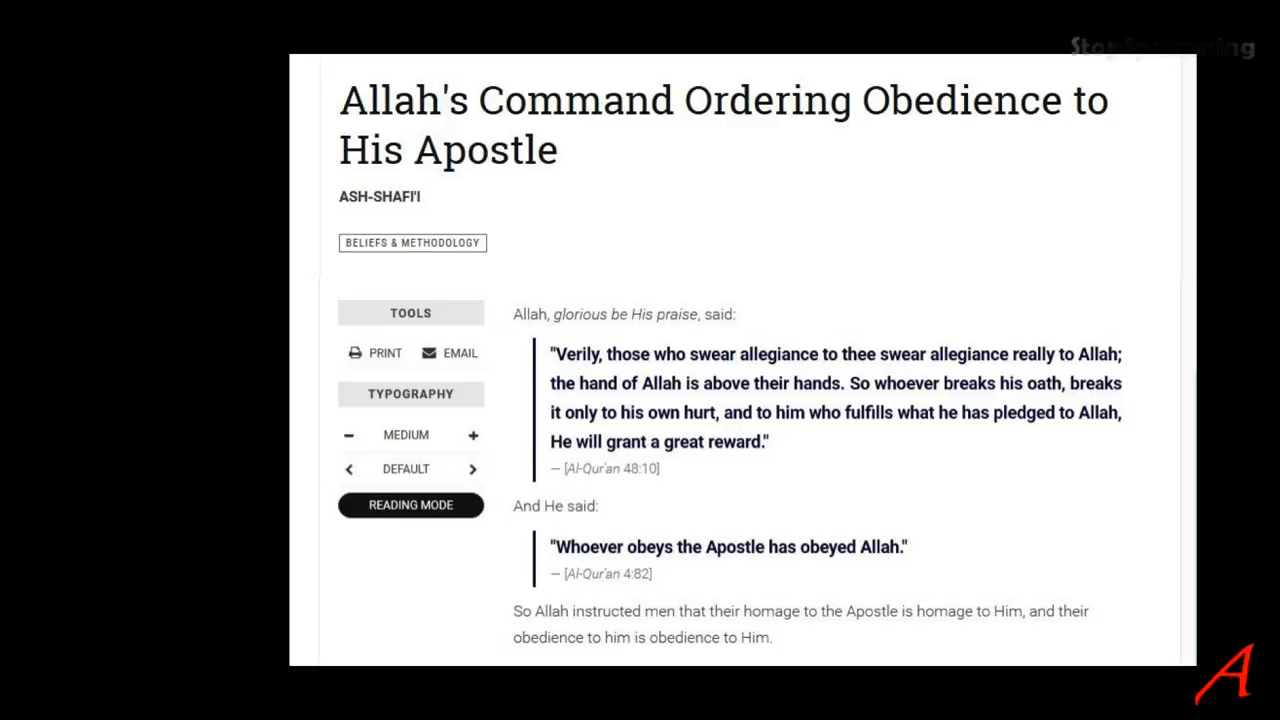 Allah's Command Ordering Obedience to
His Apostle
ASH-SHAFI'I
BELIEFS & METHODOLOGY
TOOLS
PRINT EMAIL
TYPOGRAPHY
− MEDIUM +
< DEFAULT >
READING MODE
Allah, glorious be His praise, said:
"Verily, those who swear allegiance to thee swear allegiance really to Allah;
the hand of Allah is above their hands. So whoever breaks his oath, breaks
it only to his own hurt, and to him who fulfills what he has pledged to Allah,
He will grant a great reward."
— [Al-Qur'an 48:10]
And He said:
"Whoever obeys the Apostle has obeyed Allah."
— [Al-Qur'an 4:82]
So Allah instructed men that their homage to the Apostle is homage to Him, and their
obedience to him is obedience to Him.
A